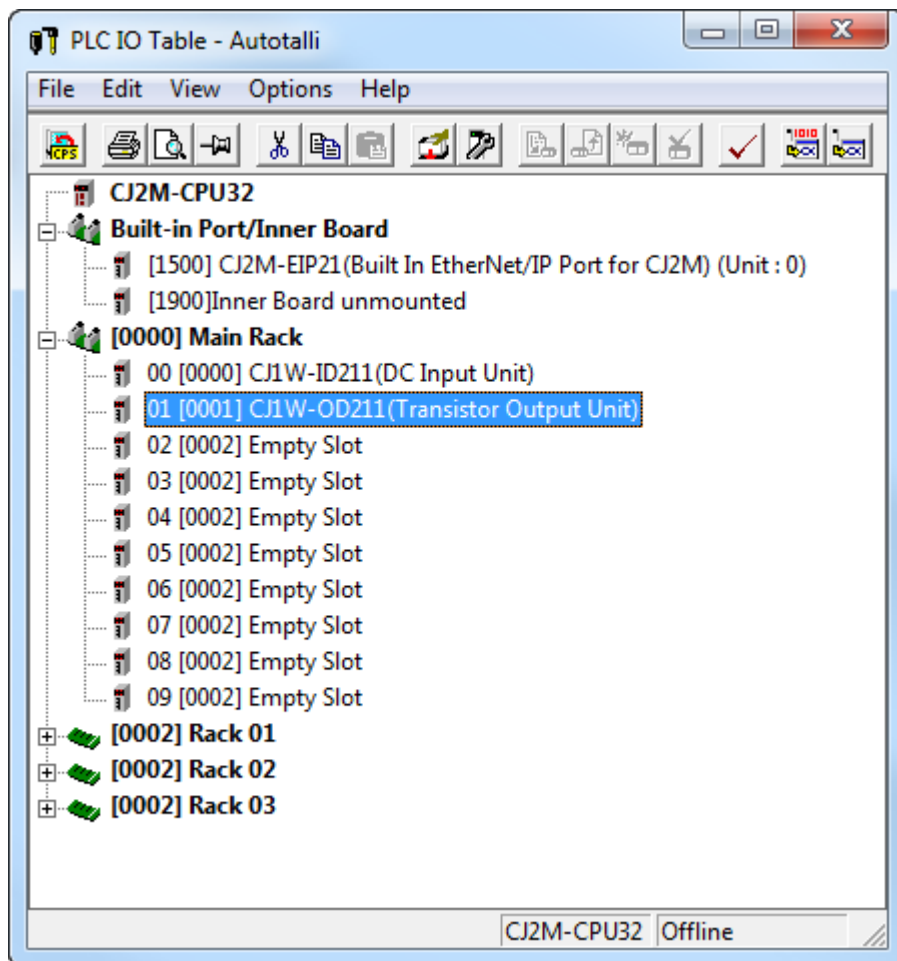 PLC IO Table - Autotalli
File Edit View Options Help
CPS 1010
CJ2M-CPU32
Built-in Port/Inner Board
[1500] CJ2M-EIP21(Built In EtherNet/IP Port for CJ2M) (Unit : 0)
[1900]Inner Board unmounted
[0000] Main Rack
00 [0000] CJ1W-ID211(DC Input Unit)
01 [0001] CJ1W-OD211(Transistor Output Unit)
02 [0002] Empty Slot
03 [0002] Empty Slot
04 [0002] Empty Slot
05 [0002] Empty Slot
06 [0002] Empty Slot
07 [0002] Empty Slot
08 [0002] Empty Slot
09 [0002] Empty Slot
[0002] Rack 01
[0002] Rack 02
[0002] Rack 03
CJ2M-CPU32 Offline